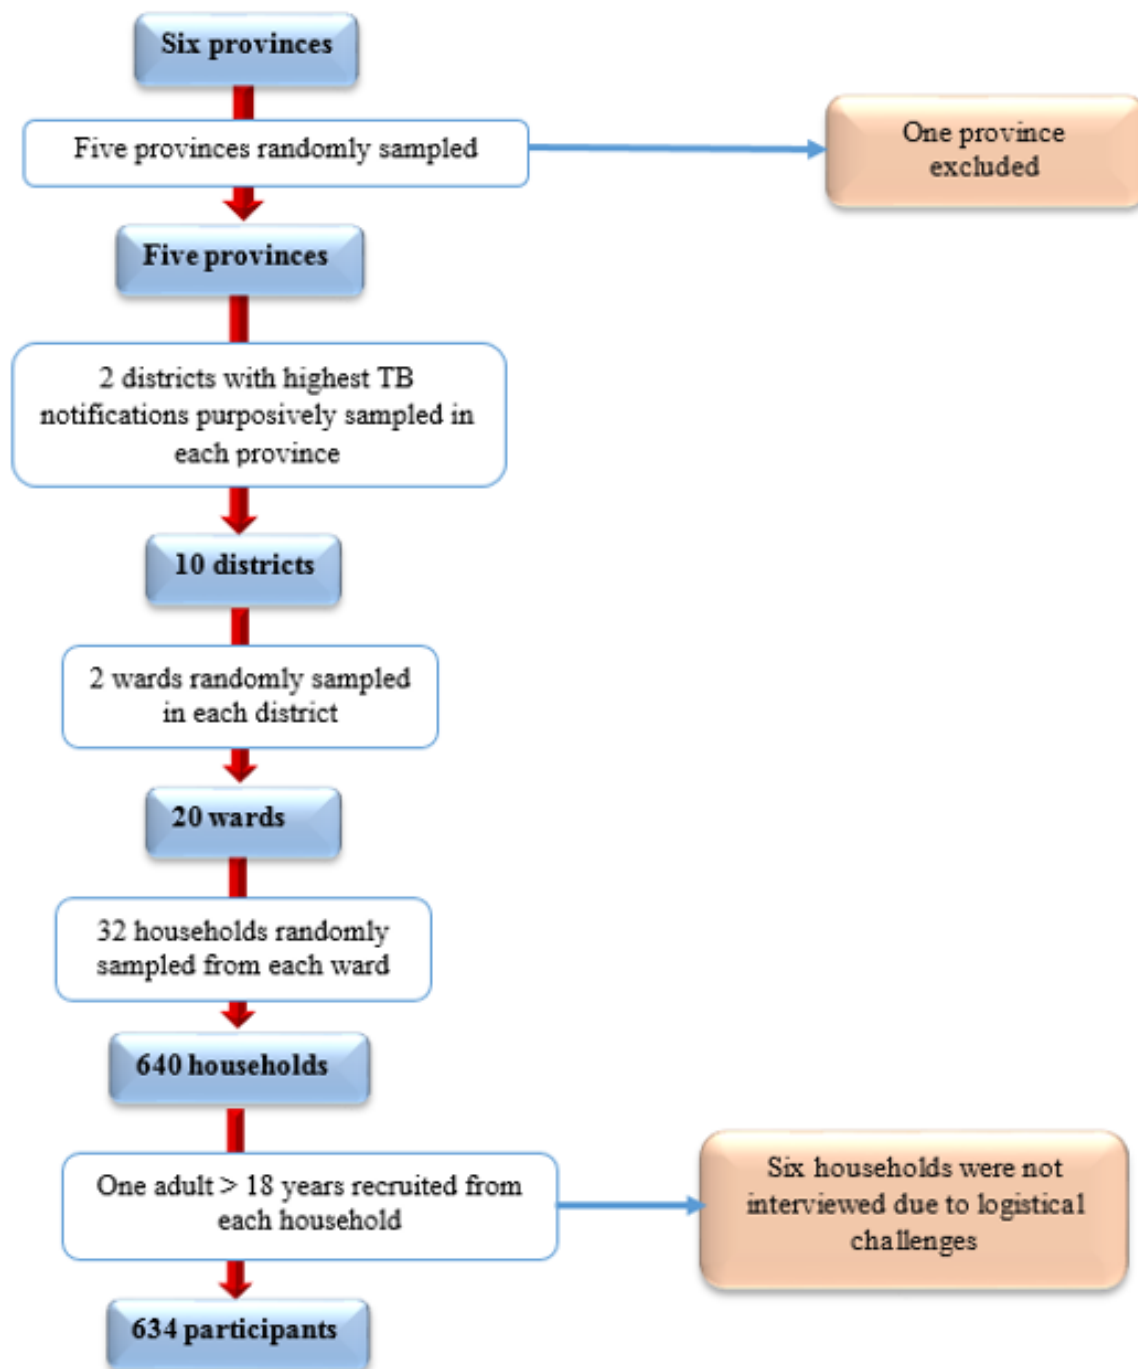 Six provinces
Five provinces randomly sampled
One province
excluded
Five provinces
2 districts with highest TB
notifications purposively sampled in
each province
10 districts
2 wards randomly sampled
in each district
20 wards
32 households randomly
sampled from each ward
640 households
One adult > 18 years recruited from
each household
Six households were not
interviewed due to logistical
challenges
634 participants